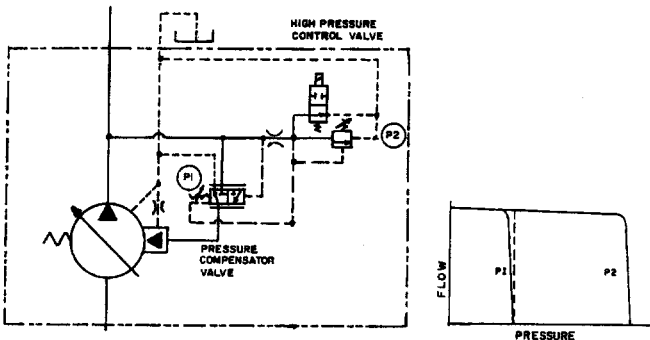 HIGH PRESSURE
CONTROL VALVE
P2
P1
PRESSURE
COMPENSATOR
VALVE
FLOW
P1
P2
PRESSURE